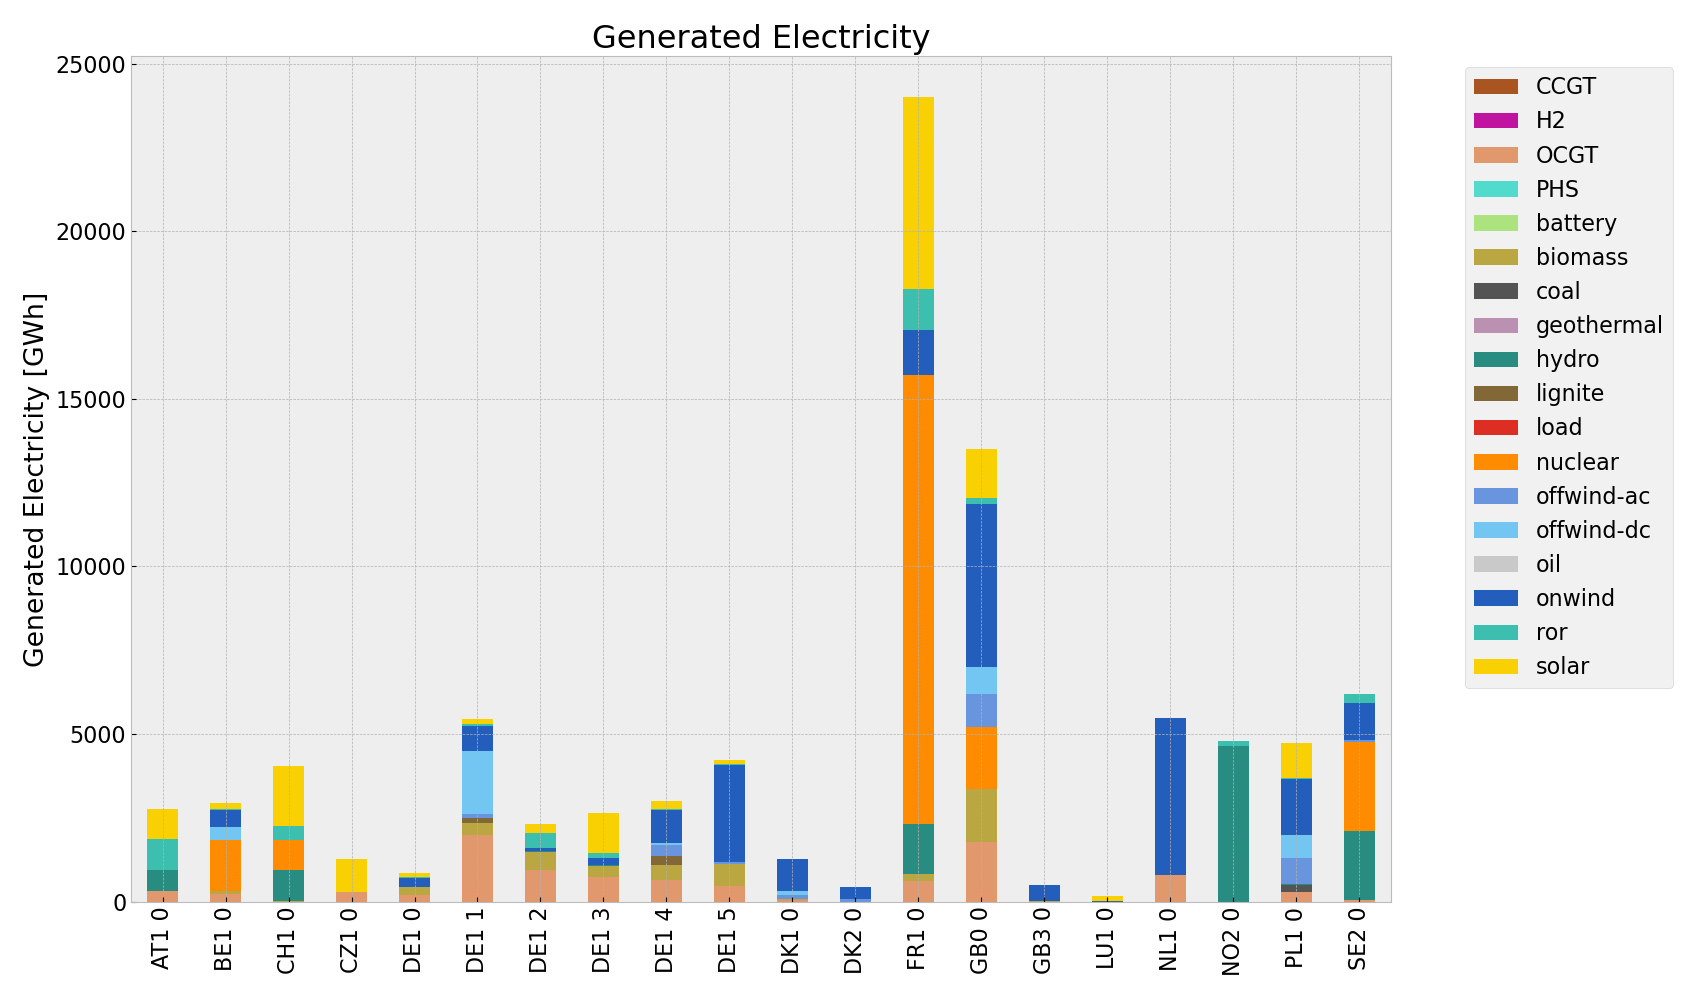 Generated Electricity
Generated Electricity [GWh]
25000
20000
15000
10000
5000
0
AT1 0
BE1 0
CH1 0
CZ1 0
DE1 0
DE1 1
DE1 2
DE1 3
DE1 4
DE1 5
DK1 0
DK2 0
FR1 0
GB0 0
GB3 0
LU1 0
NL1 0
NO2 0
PL1 0
SE2 0
CCGT
H2
OCGT
PHS
battery
biomass
coal
geothermal
hydro
lignite
load
nuclear
offwind-ac
offwind-dc
oil
onwind
ror
solar